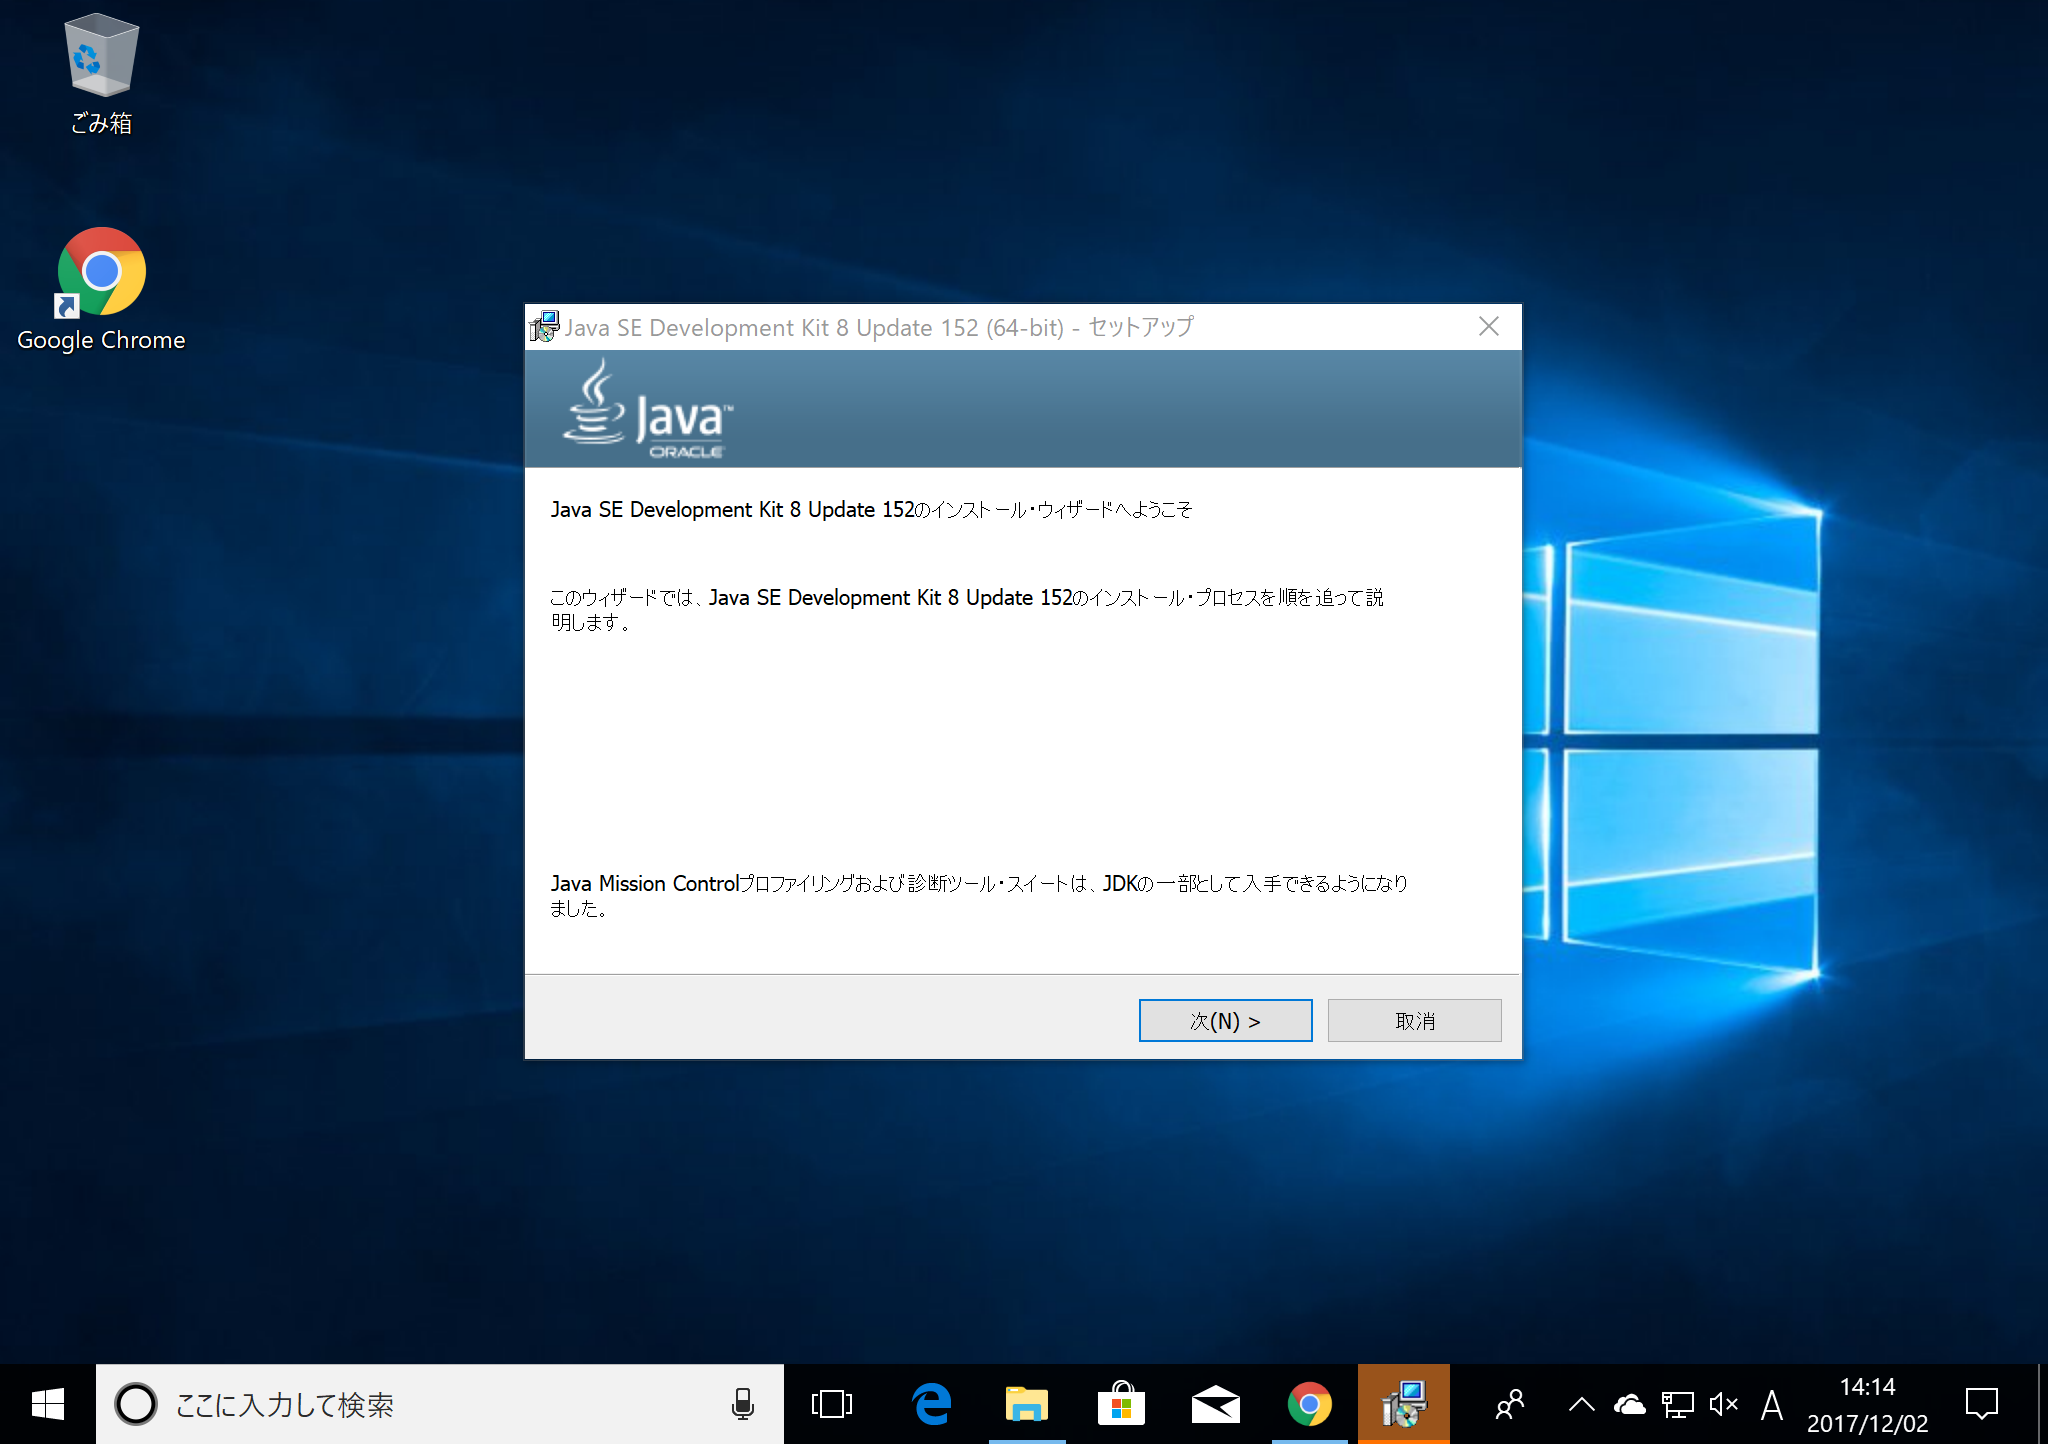 ごみ箱
Google Chrome
Java SE Development Kit 8 Update 152 (64-bit) - セットアップ
Java™
ORACLE
Java SE Development Kit 8 Update 152のインストール・ウィザードへようこそ
このウィザードでは、Java SE Development Kit 8 Update 152のインストール・プロセスを順を追って説
明します。
Java Mission Controlプロファイリングおよび診断ツール・スイートは、JDKの一部として入手できるようになり
ました。
次(N) >
取消
ここに入力して検索
A
14:14
2017/12/02